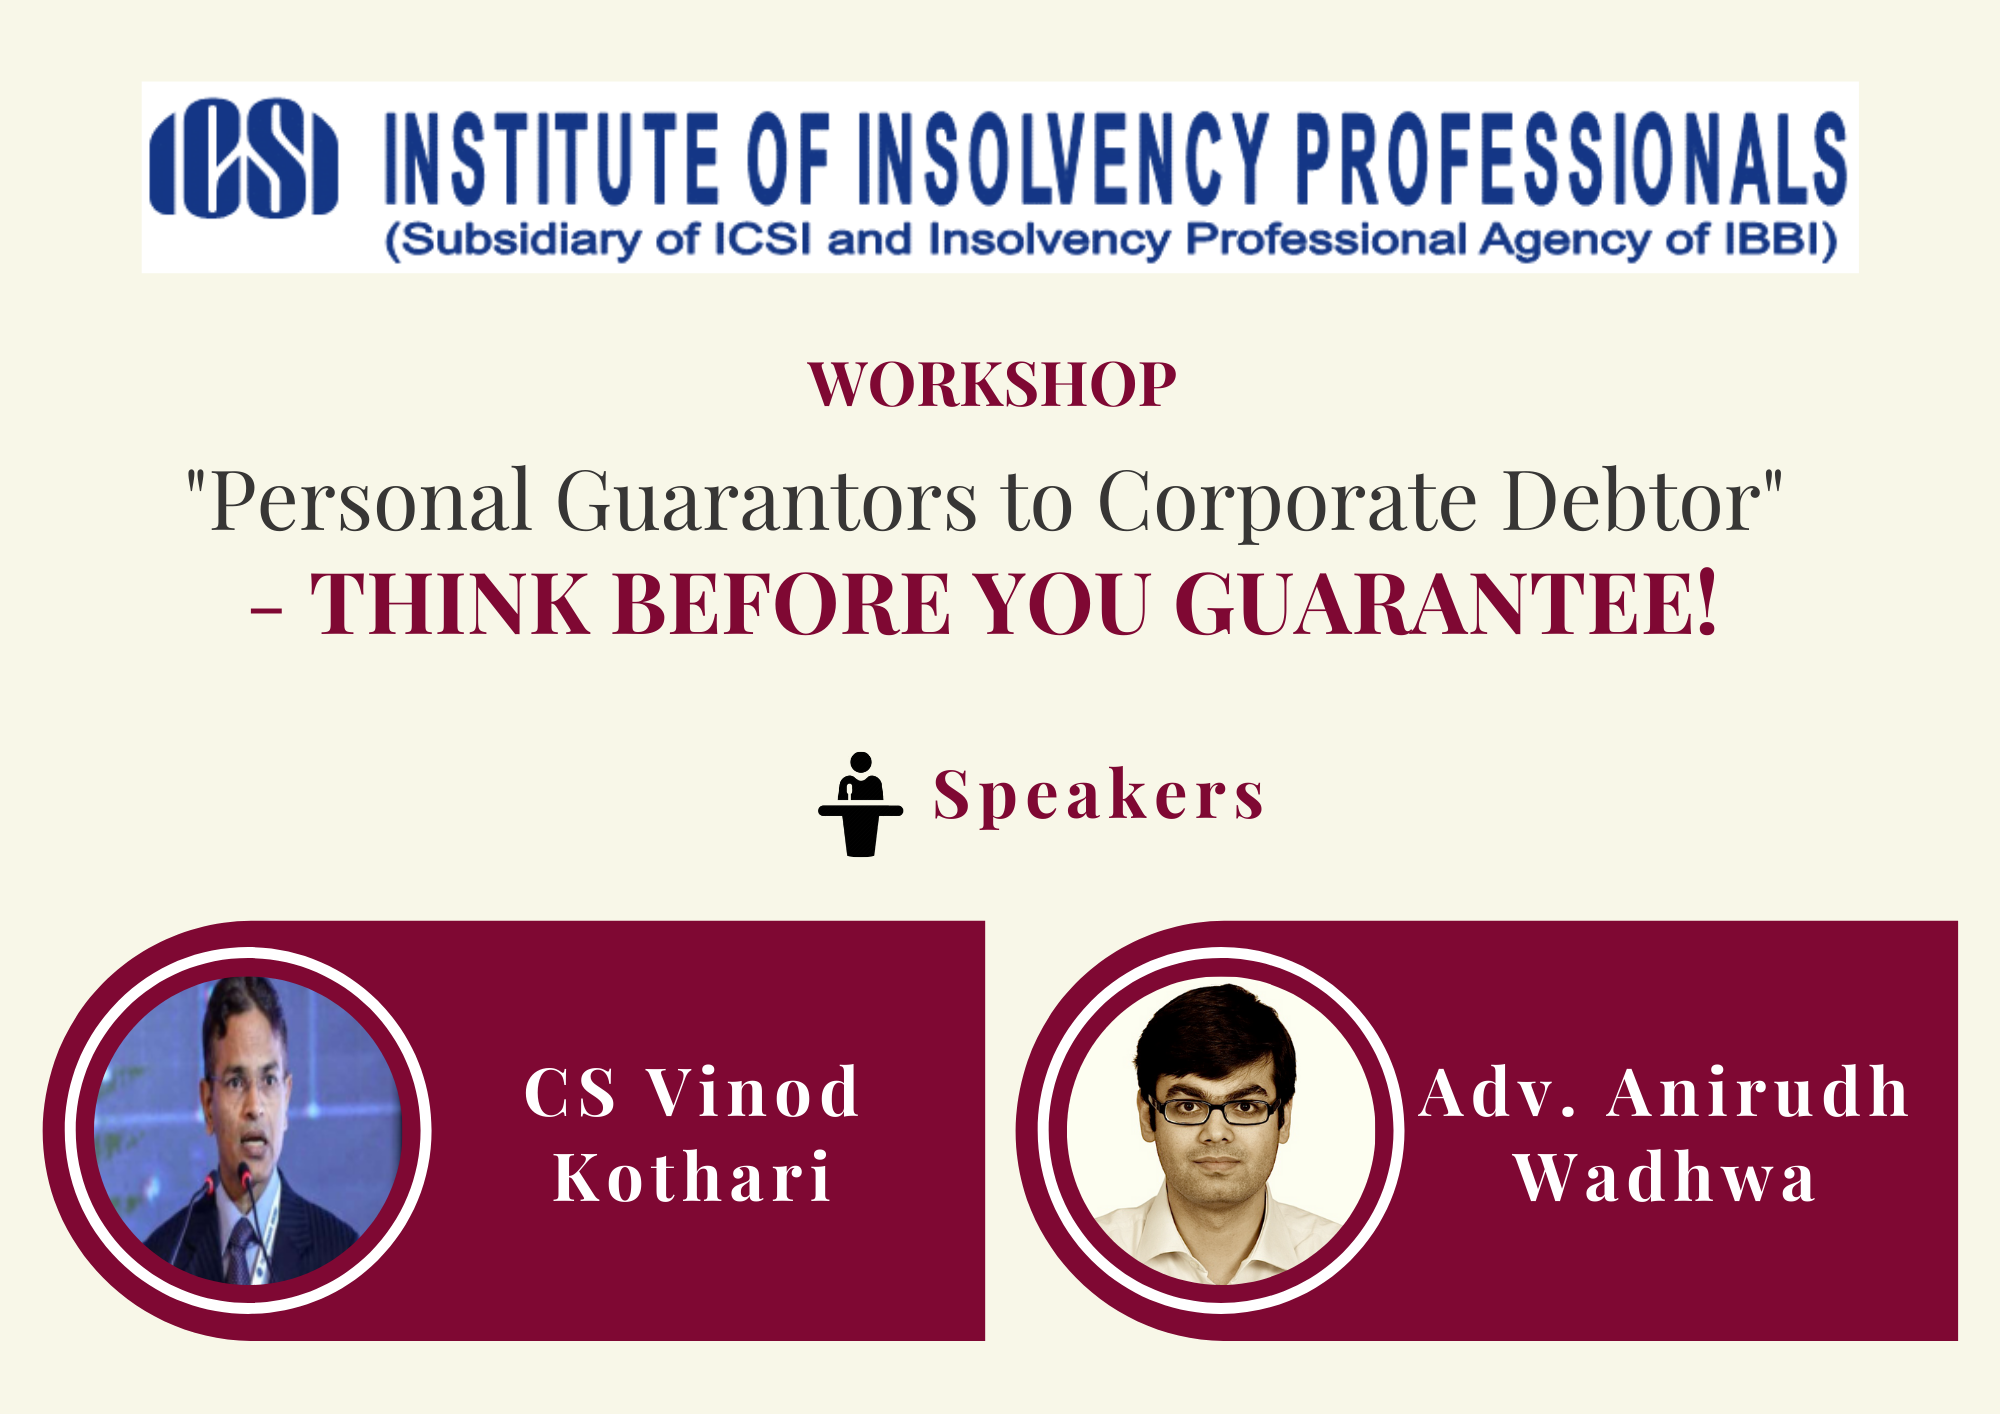 ICSI INSTITUTE OF INSOLVENCY PROFESSIONALS
(Subsidiary of ICSI and Insolvency Professional Agency of IBBI)
WORKSHOP
"Personal Guarantors to Corporate Debtor"
- THINK BEFORE YOU GUARANTEE!
Speakers
CS Vinod
Kothari
Adv. Anirudh
Wadhwa